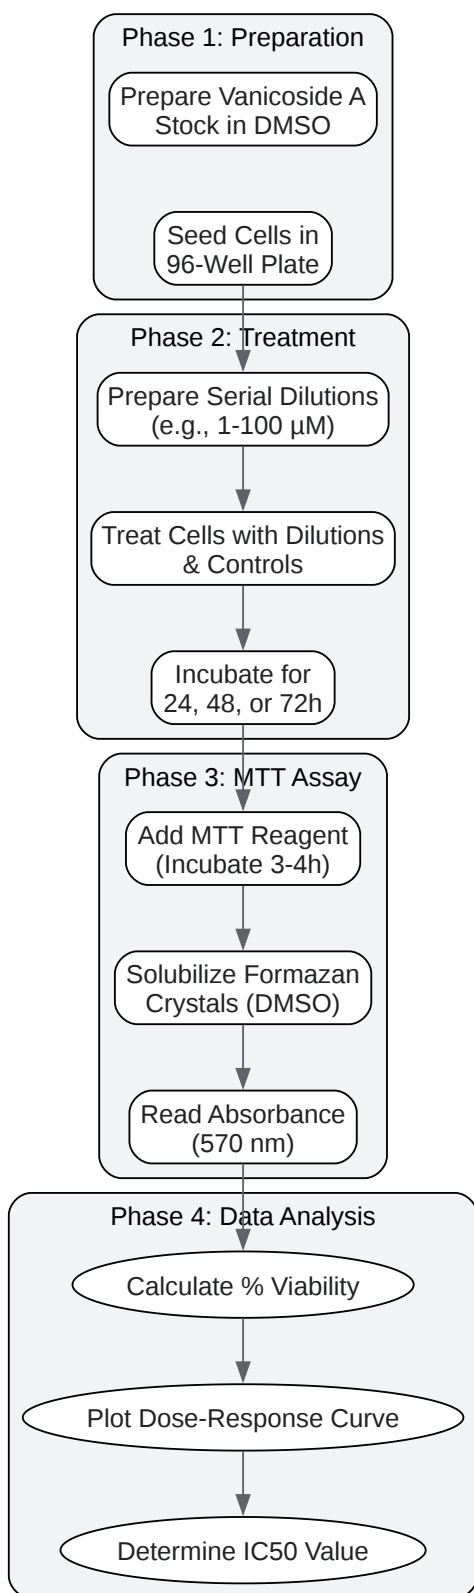 Phase 1: Preparation
Prepare Vanicoside A
Stock in DMSO
Seed Cells in
96-Well Plate
Phase 2: Treatment
Prepare Serial Dilutions
(e.g., 1-100 µM)
Treat Cells with Dilutions
& Controls
Incubate for
24, 48, or 72h
Phase 3: MTT Assay
Add MTT Reagent
(Incubate 3-4h)
Solubilize Formazan
Crystals (DMSO)
Read Absorbance
(570 nm)
Phase 4: Data Analysis
Calculate % Viability
Plot Dose-Response Curve
Determine IC50 Value